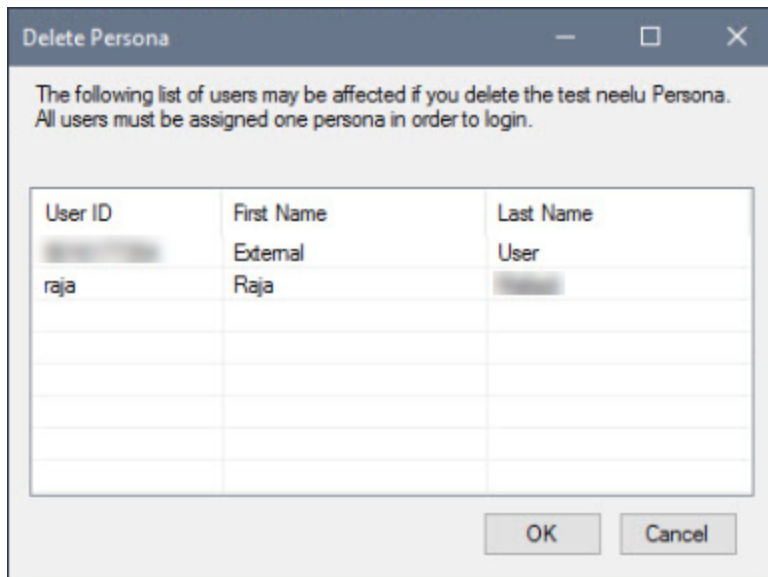 Delete Persona
The following list of users may be affected if you delete the test neelu Persona.
All users must be assigned one persona in order to login.
User ID First Name Last Name
External User
raja Raja
OK Cancel